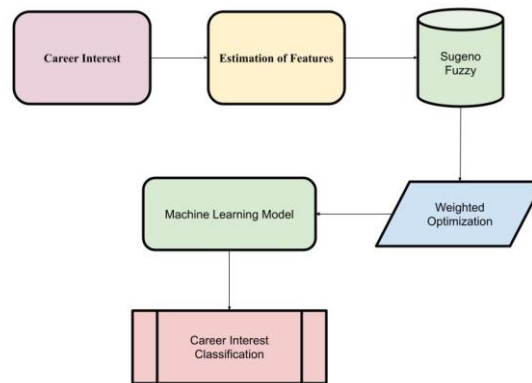 Career Interest
Estimation of Features
Sugeno
Fuzzy
Weighted
Optimization
Machine Learning Model
Career Interest
Classification